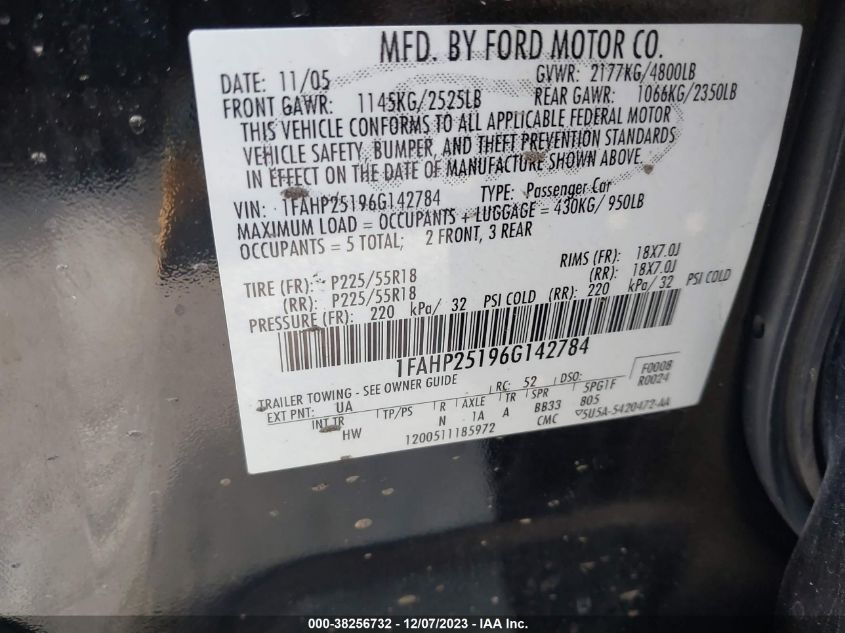 MFD. BY FORD MOTOR CO.
DATE: 11/05 GVWR: 2177KG/4800LB
FRONT GAWR: 1145KG/2525LB REAR GAWR: 1066KG/2350LB
THIS VEHICLE CONFORMS TO ALL APPLICABLE FEDERAL MOTOR
VEHICLE SAFETY, BUMPER, AND THEFT PREVENTION STANDARDS
IN EFFECT ON THE DATE OF MANUFACTURE SHOWN ABOVE.
VIN: 1FAHP25196G142784 TYPE: Passenger Car
MAXIMUM LOAD = OCCUPANTS + LUGGAGE = 430KG/ 950LB
OCCUPANTS = 5 TOTAL; 2 FRONT, 3 REAR
TIRE (FR): P225/55R18 RIMS (FR): 18X7.0J
(RR): P225/55R18 (RR): 18X7.0J
PRESSURE (FR): 220 kPa/ 32 PSI COLD (RR): 220 kPa/ 32 PSI COLD
1FAHP25196G142784
TRAILER TOWING - SEE OWNER GUIDE
EXT PNT: UA RC: 52 DSO: F0008
R0024
INT TR TP/PS R AXLE TR SPR 5PG1F
HW N 1A A BB33 805
1200511185972 CMC 5U5A-5420472-AA
000-38256732 - 12/07/2023 - IAA Inc.